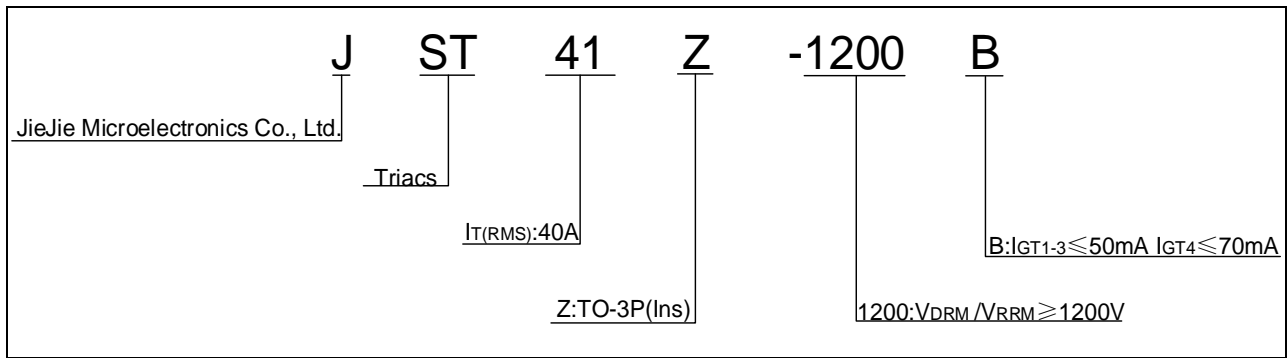 J ST 41 Z -1200 B
JieJie Microelectronics Co., Ltd.
Triacs
IT(RMS):40A
B:IGT1-3≤50mA IGT4≤70mA
Z:TO-3P(Ins)
1200:VDRM /VRRM≥1200V